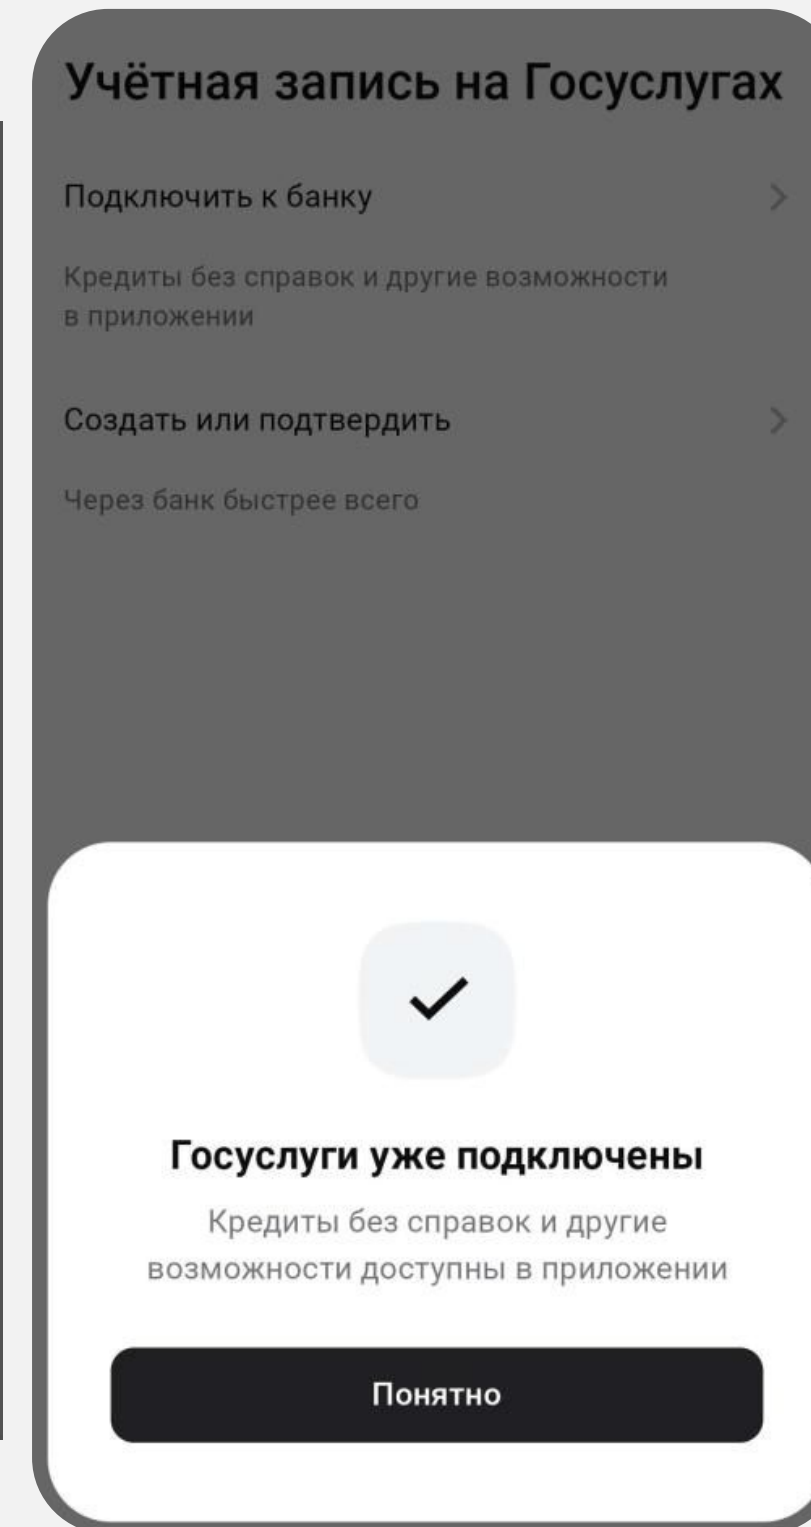 Учётная запись на Госуслугах
Подключить к банку
Кредиты без справок и другие возможности
в приложении
Создать или подтвердить
Через банк быстрее всего
Госуслуги уже подключены
Кредиты без справок и другие
возможности доступны в приложении
Понятно